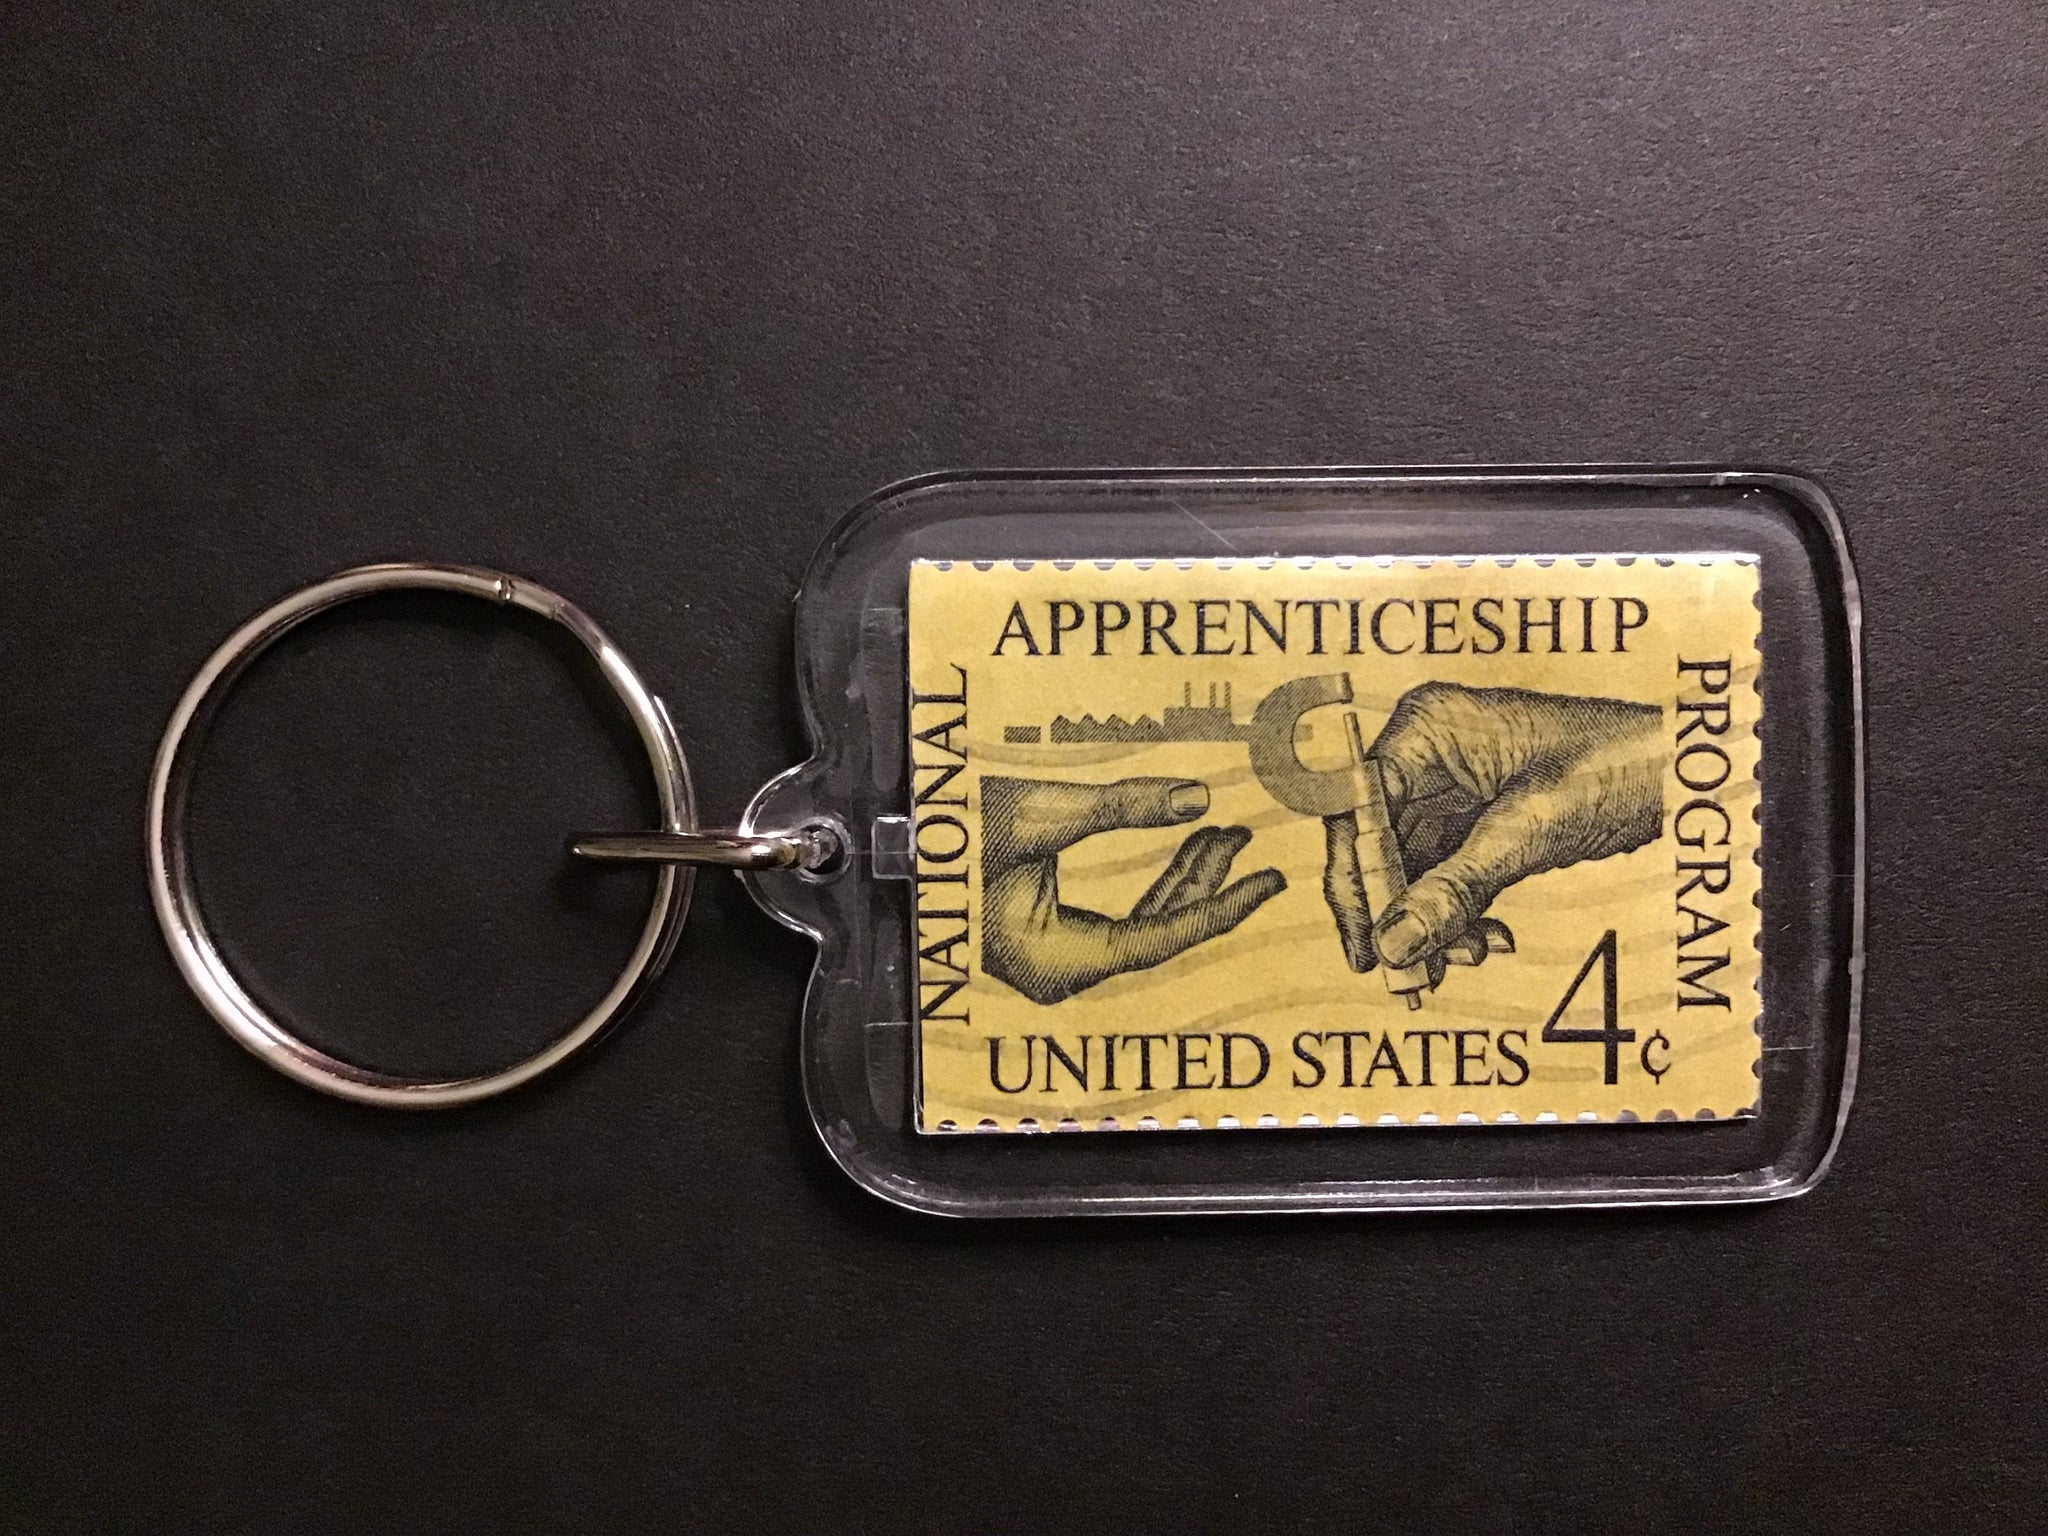 NATIONAL
APPRENTICESHIP
PROGRAM
UNITED STATES 4¢